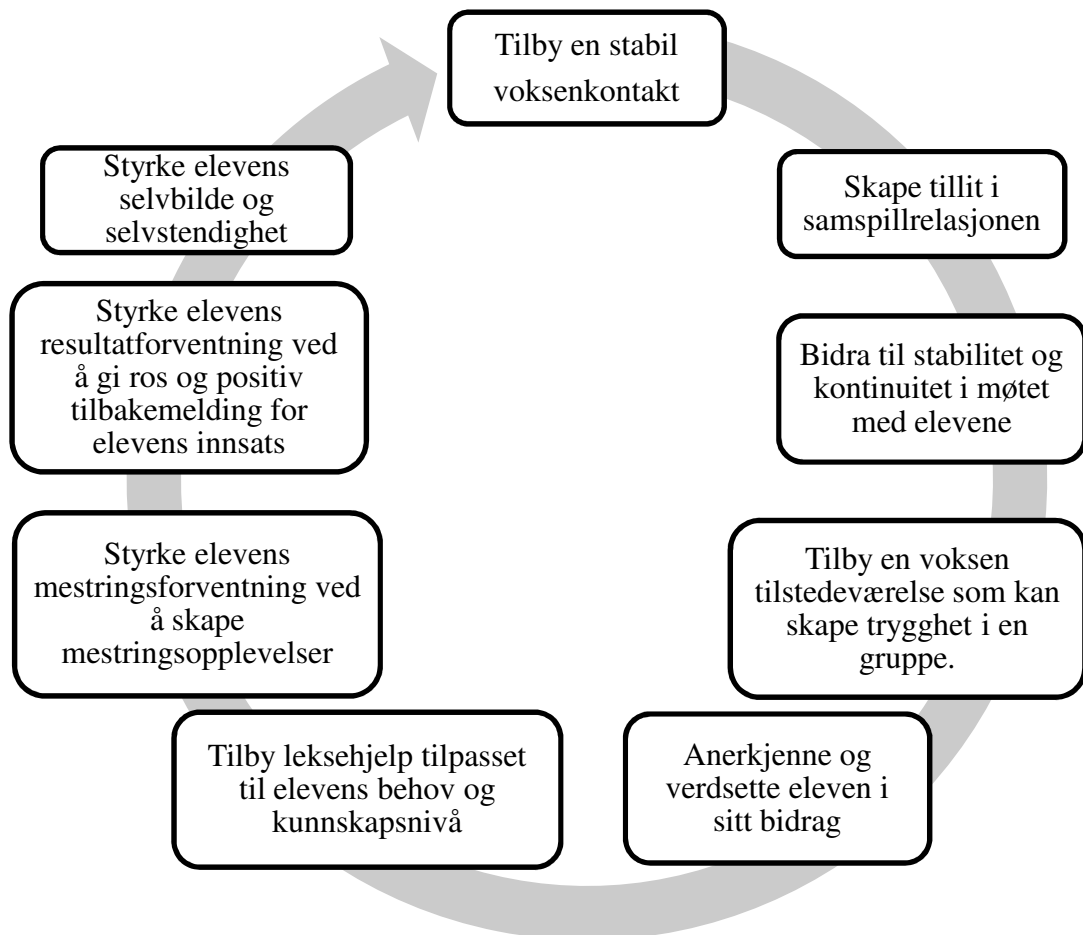 Tilby en stabil
voksenkontakt
Skape tillit i
samspillrelasjonen
Bidra til stabilitet og
kontinuitet i møtet
med elevene
Tilby en voksen
tilstedeværelse som kan
skape trygghet i en
gruppe.
Anerkjenne og
verdsette eleven i
sitt bidrag
Tilby leksehjelp tilpasset
til elevens behov og
kunnskapsnivå
Styrke elevens
mestringsforventning ved
å skape
mestringsopplevelser
Styrke elevens
resultatforventning ved
å gi ros og positiv
tilbakemelding for
elevens innsats
Styrke elevens
selvbilde og
selvstendighet